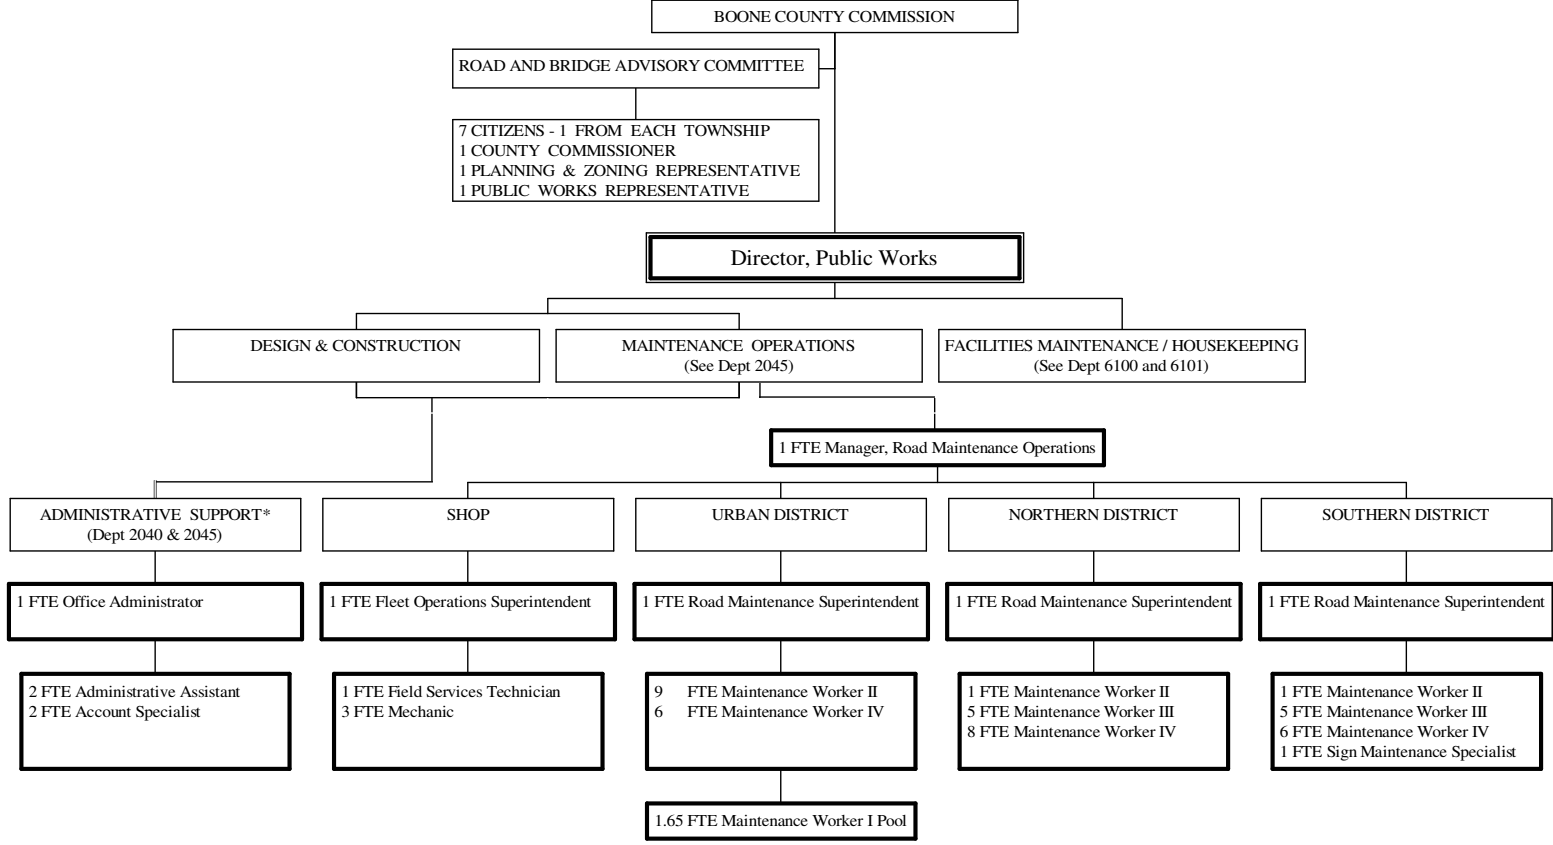 BOONE COUNTY COMMISSION
ROAD AND BRIDGE ADVISORY COMMITTEE
7 CITIZENS - 1 FROM EACH TOWNSHIP
1 COUNTY COMMISSIONER
1 PLANNING & ZONING REPRESENTATIVE
1 PUBLIC WORKS REPRESENTATIVE
Director, Public Works
DESIGN & CONSTRUCTION
MAINTENANCE OPERATIONS
(See Dept 2045)
FACILITIES MAINTENANCE / HOUSEKEEPING
(See Dept 6100 and 6101)
1 FTE Manager, Road Maintenance Operations
ADMINISTRATIVE SUPPORT*
(Dept 2040 & 2045)
SHOP
URBAN DISTRICT
NORTHERN DISTRICT
SOUTHERN DISTRICT
1 FTE Office Administrator
1 FTE Fleet Operations Superintendent
1 FTE Road Maintenance Superintendent
1 FTE Road Maintenance Superintendent
1 FTE Road Maintenance Superintendent
2 FTE Administrative Assistant
2 FTE Account Specialist
1 FTE Field Services Technician
3 FTE Mechanic
9 FTE Maintenance Worker II
6 FTE Maintenance Worker IV
1 FTE Maintenance Worker II
5 FTE Maintenance Worker III
8 FTE Maintenance Worker IV
1 FTE Maintenance Worker II
5 FTE Maintenance Worker III
6 FTE Maintenance Worker IV
1 FTE Sign Maintenance Specialist
1.65 FTE Maintenance Worker I Pool